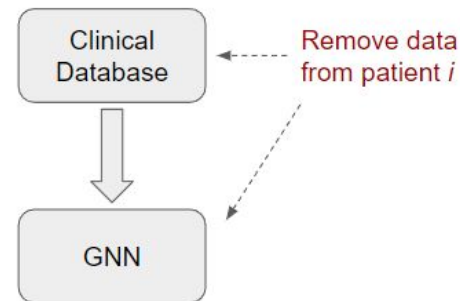 Clinical
Database
Remove data
from patient i
GNN